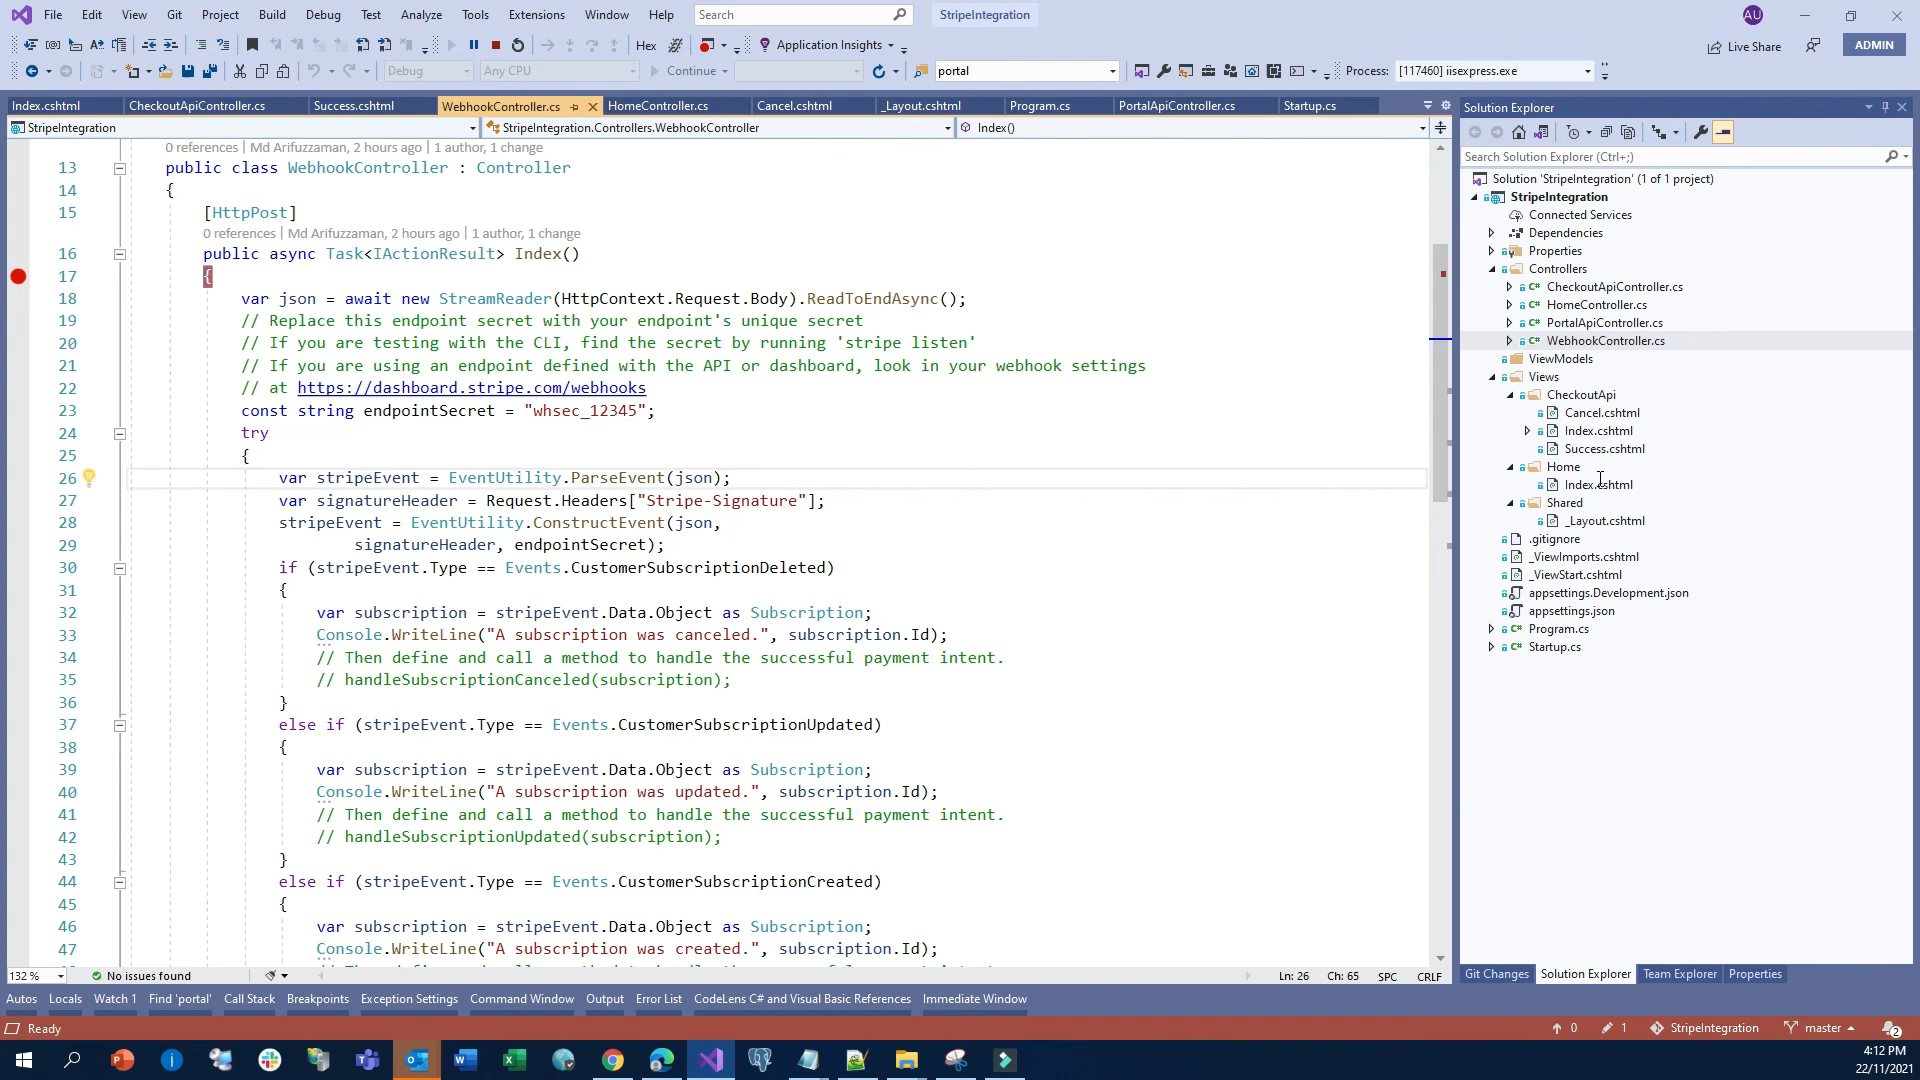 File Edit View Git Project Build Debug Test Analyze Tools Extensions Window Help Search StripeIntegration AU
Hex Application Insights Live Share ADMIN
Debug Any CPU Continue portal Process: [117460] iisexpress.exe
Index.cshtml CheckoutApiController.cs Success.cshtml WebhookController.cs HomeController.cs Cancel.cshtml _Layout.cshtml Program.cs PortalApiController.cs Startup.cs
StripeIntegration StripeIntegration.Controllers.WebhookController Index()
0 references | Md Arifuzzaman, 2 hours ago | 1 author, 1 change
13 public class WebhookController : Controller
14 {
15 [HttpPost]
0 references | Md Arifuzzaman, 2 hours ago | 1 author, 1 change
16 public async Task<IActionResult> Index()
17 {
18 var json = await new StreamReader(HttpContext.Request.Body).ReadToEndAsync();
19 // Replace this endpoint secret with your endpoint's unique secret
20 // If you are testing with the CLI, find the secret by running 'stripe listen'
21 // If you are using an endpoint defined with the API or dashboard, look in your webhook settings
22 // at https://dashboard.stripe.com/webhooks
23 const string endpointSecret = "whsec_12345";
24 try
25 {
26 var stripeEvent = EventUtility.ParseEvent(json);
27 var signatureHeader = Request.Headers["Stripe-Signature"];
28 stripeEvent = EventUtility.ConstructEvent(json,
29 signatureHeader, endpointSecret);
30 if (stripeEvent.Type == Events.CustomerSubscriptionDeleted)
31 {
32 var subscription = stripeEvent.Data.Object as Subscription;
33 Console.WriteLine("A subscription was canceled.", subscription.Id);
34 // Then define and call a method to handle the successful payment intent.
35 // handleSubscriptionCanceled(subscription);
36 }
37 else if (stripeEvent.Type == Events.CustomerSubscriptionUpdated)
38 {
39 var subscription = stripeEvent.Data.Object as Subscription;
40 Console.WriteLine("A subscription was updated.", subscription.Id);
41 // Then define and call a method to handle the successful payment intent.
42 // handleSubscriptionUpdated(subscription);
43 }
44 else if (stripeEvent.Type == Events.CustomerSubscriptionCreated)
45 {
46 var subscription = stripeEvent.Data.Object as Subscription;
47 Console.WriteLine("A subscription was created.", subscription.Id);
132 % No issues found Ln: 26 Ch: 65 SPC CRLF
Solution Explorer
Search Solution Explorer (Ctrl+;)
Solution 'StripeIntegration' (1 of 1 project)
StripeIntegration
Connected Services
Dependencies
Properties
Controllers
CheckoutApiController.cs
HomeController.cs
PortalApiController.cs
WebhookController.cs
ViewModels
Views
CheckoutApi
Cancel.cshtml
Index.cshtml
Success.cshtml
Home
Index.cshtml
Shared
_Layout.cshtml
.gitignore
_ViewImports.cshtml
_ViewStart.cshtml
appsettings.Development.json
appsettings.json
Program.cs
Startup.cs
Git Changes Solution Explorer Team Explorer Properties
Autos Locals Watch 1 Find 'portal' Call Stack Breakpoints Exception Settings Command Window Output Error List CodeLens C# and Visual Basic References Immediate Window
Ready 0 1 StripeIntegration master 2
4:12 PM
22/11/2021